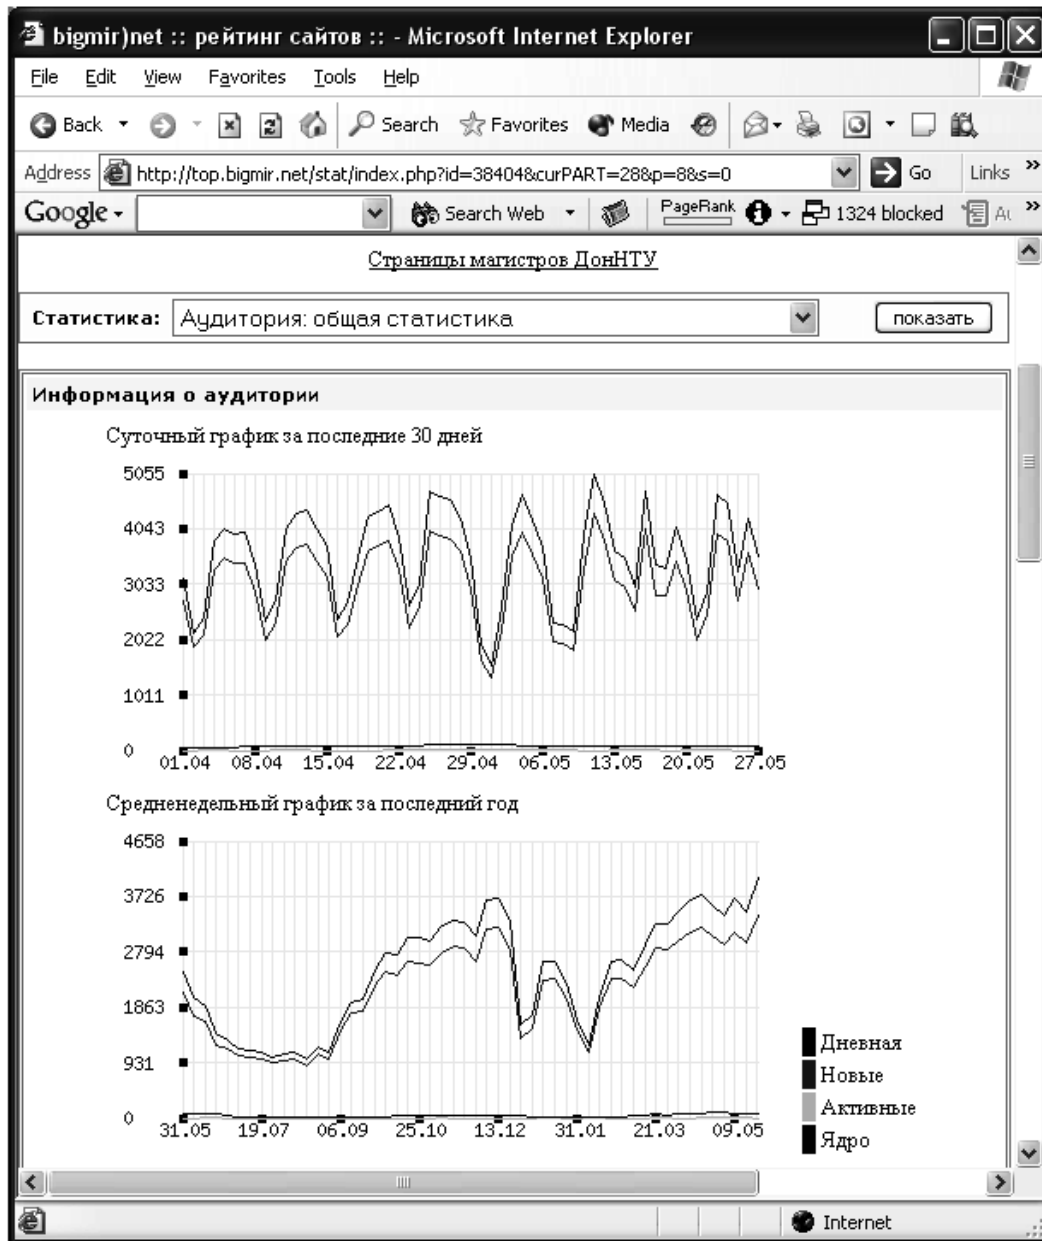 bigmir)net :: рейтинг сайтов :: - Microsoft Internet Explorer
File Edit View Favorites Tools Help
Back Search Favorites Media
Address http://top.bigmir.net/stat/index.php?id=38404&curPART=28&p=8&s=0 Go Links »
Google Search Web PageRank 1324 blocked »
Страницы магистров ДонНТУ
Статистика: Аудитория: общая статистика показать
Информация о аудитории
Суточный график за последние 30 дней
5055
4043
3033
2022
1011
0
01.04 08.04 15.04 22.04 29.04 06.05 13.05 20.05 27.05
Средненедельный график за последний год
4658
3726
2794
1863
931
0
31.05 19.07 06.09 25.10 13.12 31.01 21.03 09.05
Дневная
Новые
Активные
Ядро
Internet